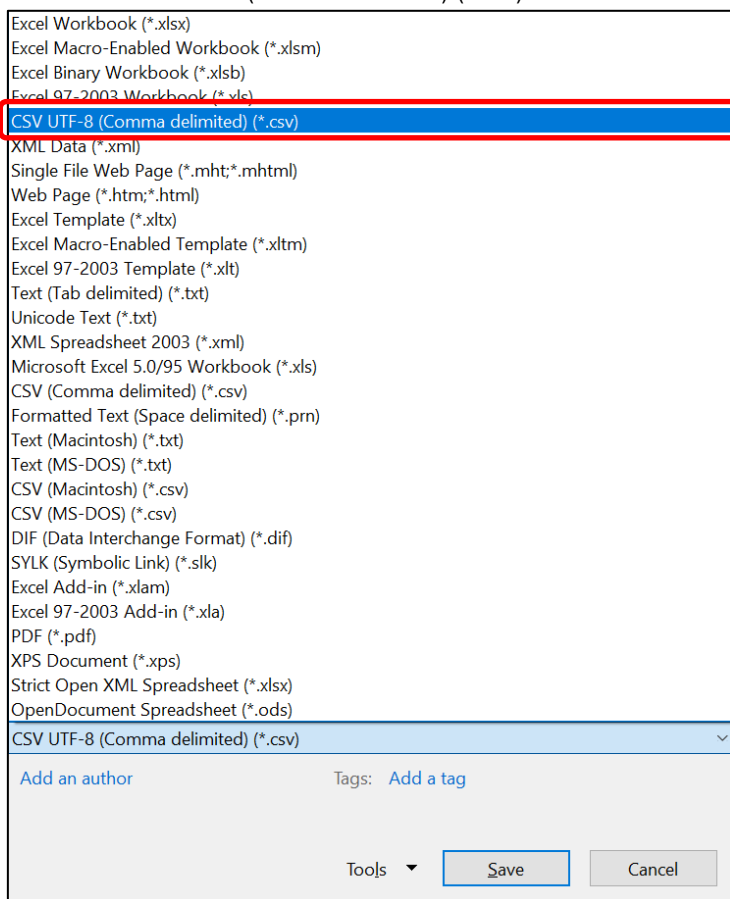 Excel Workbook (*.xlsx)
Excel Macro-Enabled Workbook (*.xlsm)
Excel Binary Workbook (*.xlsb)
Excel 97-2003 Workbook (*.xls)
CSV UTF-8 (Comma delimited) (*.csv)
XML Data (*.xml)
Single File Web Page (*.mht;*.mhtml)
Web Page (*.htm;*.html)
Excel Template (*.xltx)
Excel Macro-Enabled Template (*.xltm)
Excel 97-2003 Template (*.xlt)
Text (Tab delimited) (*.txt)
Unicode Text (*.txt)
XML Spreadsheet 2003 (*.xml)
Microsoft Excel 5.0/95 Workbook (*.xls)
CSV (Comma delimited) (*.csv)
Formatted Text (Space delimited) (*.prn)
Text (Macintosh) (*.txt)
Text (MS-DOS) (*.txt)
CSV (Macintosh) (*.csv)
CSV (MS-DOS) (*.csv)
DIF (Data Interchange Format) (*.dif)
SYLK (Symbolic Link) (*.slk)
Excel Add-in (*.xlam)
Excel 97-2003 Add-in (*.xla)
PDF (*.pdf)
XPS Document (*.xps)
Strict Open XML Spreadsheet (*.xlsx)
OpenDocument Spreadsheet (*.ods)
CSV UTF-8 (Comma delimited) (*.csv)
Add an author Tags: Add a tag
Tools Save Cancel